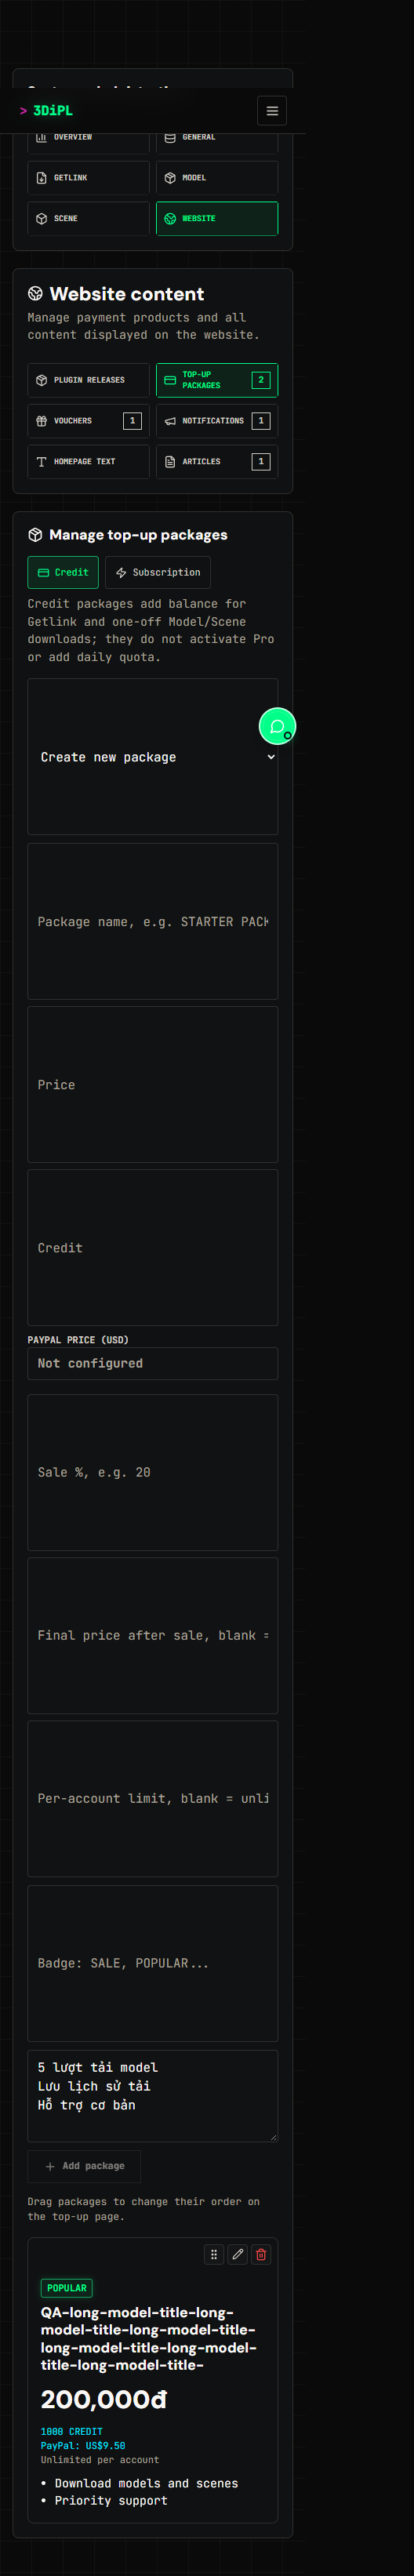 > 3DiPL
OVERVIEW
GENERAL
GETLINK
MODEL
SCENE
WEBSITE
Website content
Manage payment products and all
content displayed on the website.
PLUGIN RELEASES
TOP-UP
PACKAGES
2
VOUCHERS
1
NOTIFICATIONS
1
HOMEPAGE TEXT
ARTICLES
1
Manage top-up packages
Credit
Subscription
Credit packages add balance for
Getlink and one-off Model/Scene
downloads; they do not activate Pro
or add daily quota.
Create new package
Package name, e.g. STARTER PACK
Price
Credit
PAYPAL PRICE (USD)
Not configured
Sale %, e.g. 20
Final price after sale, blank =
Per-account limit, blank = unli
Badge: SALE, POPULAR...
5 lượt tải model
Lưu lịch sử tải
Hỗ trợ cơ bản
+ Add package
Drag packages to change their order on
the top-up page.
POPULAR
QA-long-model-title-long-
model-title-long-model-title-
long-model-title-long-model-
title-long-model-title-
200,000đ
1000 CREDIT
PayPal: US$9.50
Unlimited per account
• Download models and scenes
• Priority support